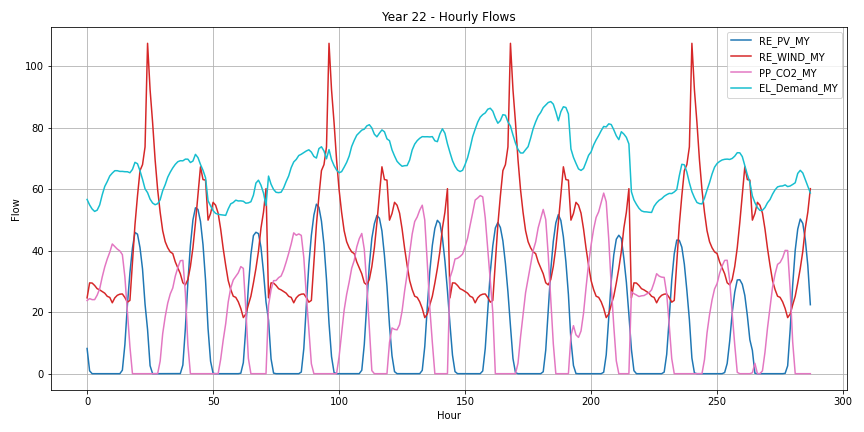 Year 22 - Hourly Flows
RE_PV_MY
RE_WIND_MY
PP_CO2_MY
EL_Demand_MY
Flow
100
80
60
40
20
0
0
50
100
150
200
250
300
Hour